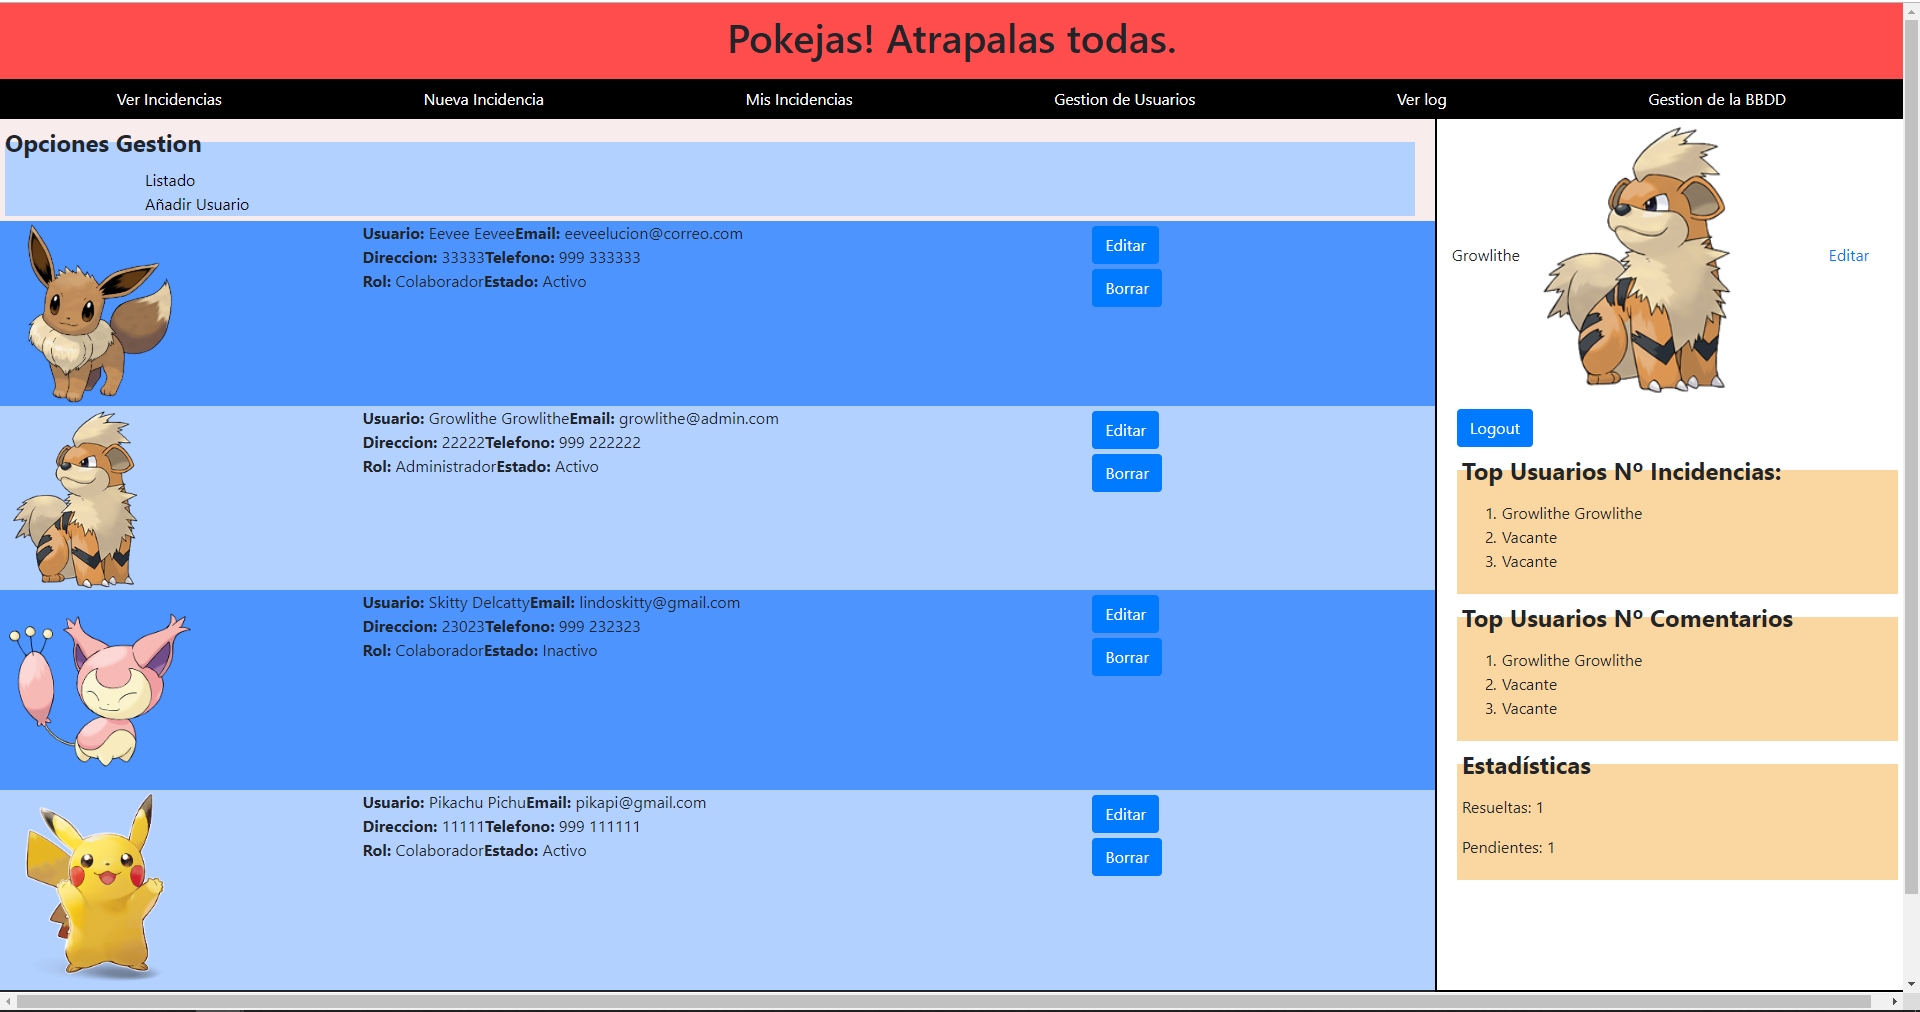 Pokejas! Atrapalas todas.
Ver Incidencias
Nueva Incidencia
Mis Incidencias
Gestion de Usuarios
Ver log
Gestion de la BBDD
Opciones Gestion
Listado
Añadir Usuario
Usuario: Eevee EeveeEmail: eeveelucion@correo.com
Direccion: 33333Telefono: 999 333333
Rol: ColaboradorEstado: Activo
Editar
Borrar
Usuario: Growlithe GrowlitheEmail: growlithe@admin.com
Direccion: 22222Telefono: 999 222222
Rol: AdministradorEstado: Activo
Editar
Borrar
Usuario: Skitty DelcattyEmail: lindoskitty@gmail.com
Direccion: 23023Telefono: 999 232323
Rol: ColaboradorEstado: Inactivo
Editar
Borrar
Usuario: Pikachu PichuEmail: pikapi@gmail.com
Direccion: 11111Telefono: 999 111111
Rol: ColaboradorEstado: Activo
Editar
Borrar
Growlithe
Editar
Logout
Top Usuarios Nº Incidencias:
1. Growlithe Growlithe
2. Vacante
3. Vacante
Top Usuarios Nº Comentarios
1. Growlithe Growlithe
2. Vacante
3. Vacante
Estadísticas
Resueltas: 1
Pendientes: 1